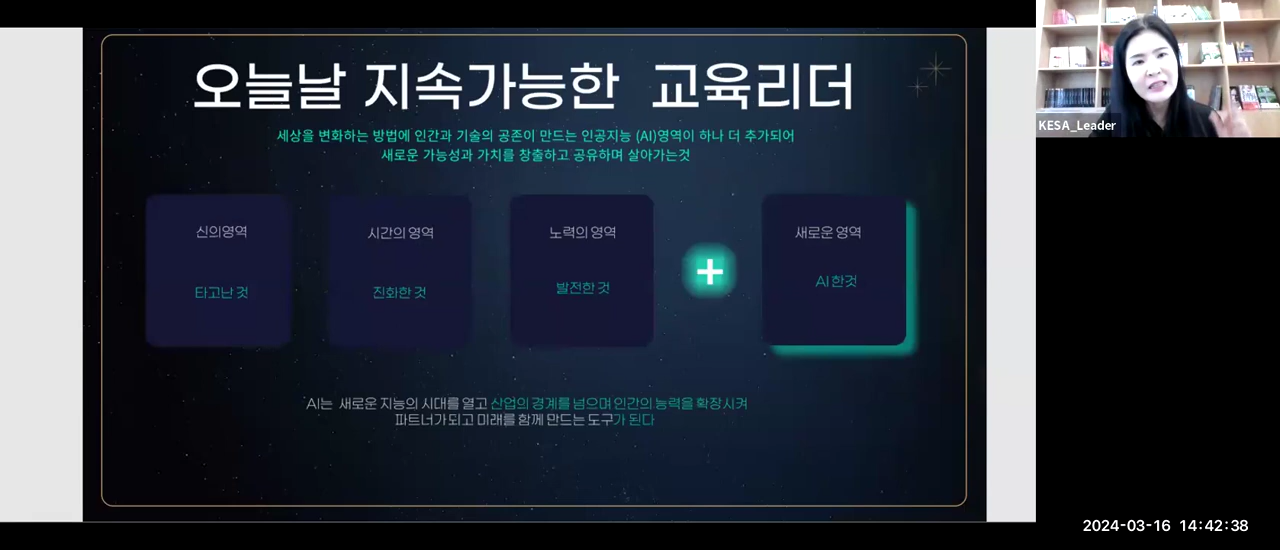 오늘날 지속가능한 교육리더
세상을 변화하는 방법에 인간과 기술의 공존이 만드는 인공지능 (AI)영역이 하나 더 추가되어
새로운 가능성과 가치를 창출하고 공유하며 살아가는것
신의영역
타고난 것
시간의 영역
진화한 것
노력의 영역
발전한 것
+
새로운 영역
AI 한것
AI는 새로운 지능의 시대를 열고 산업의 경계를 넘으며 인간의 능력을 확장시켜
파트너가 되고 미래를 함께 만드는 도구가 된다
KESA_Leader
2024-03-16 14:42:38